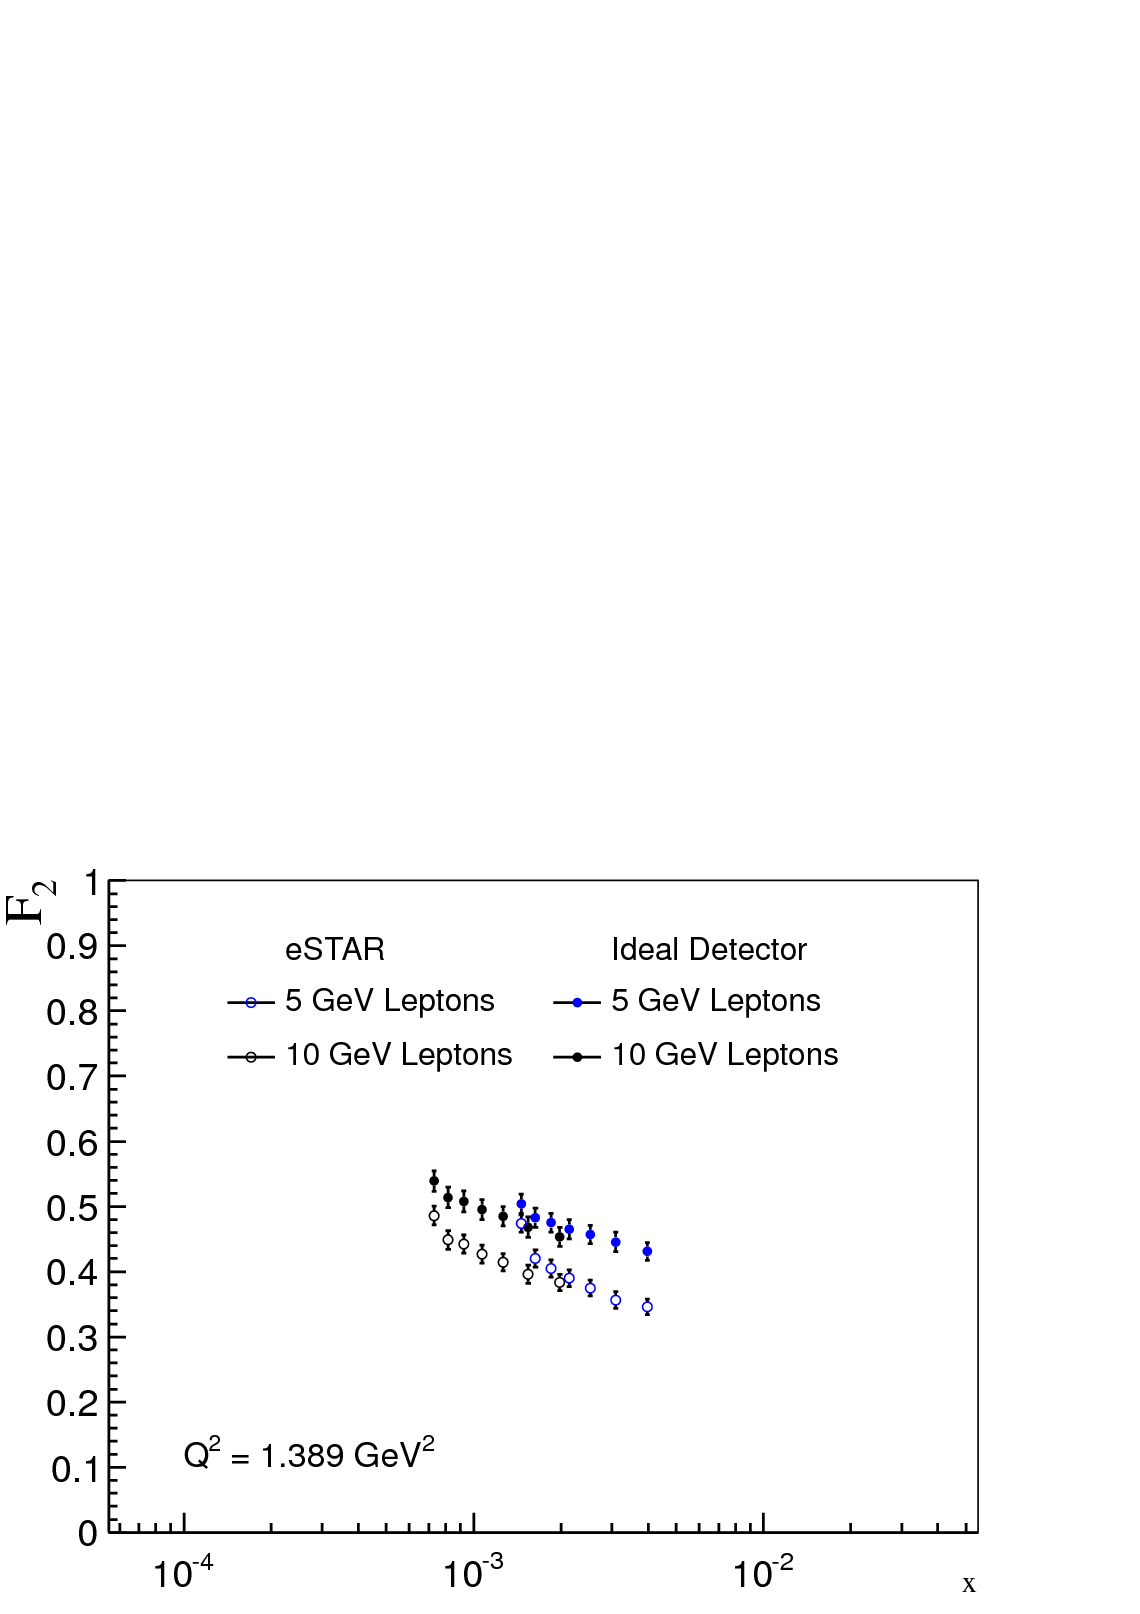 F2
1
0.9
0.8
0.7
0.6
0.5
0.4
0.3
0.2
0.1
0
eSTAR Ideal Detector
5 GeV Leptons 5 GeV Leptons
10 GeV Leptons 10 GeV Leptons
Q² = 1.389 GeV²
10⁻⁴ 10⁻³ 10⁻²
x